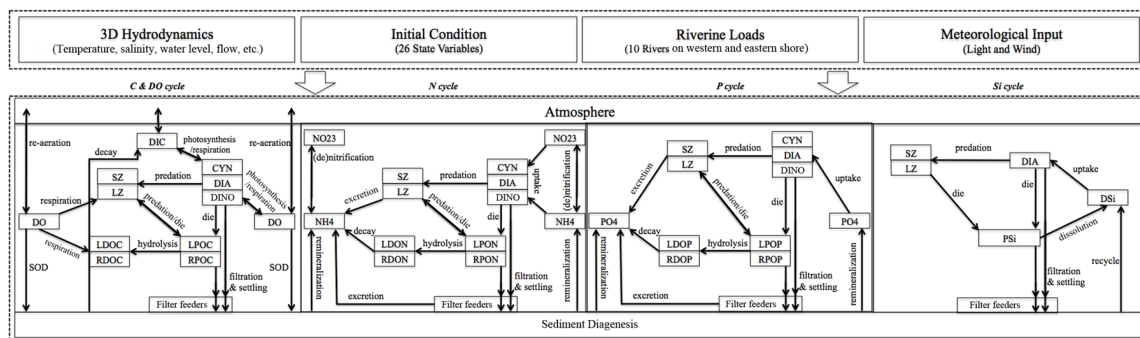 3D Hydrodynamics
(Temperature, salinity, water level, flow, etc.)
Initial Condition
(26 State Variables)
Riverine Loads
(10 Rivers on western and eastern shore)
Meteorological Input
(Light and Wind)
C & DO cycle
N cycle
P cycle
Si cycle
Atmosphere
re-aeration
decay
DIC
photosynthesis
/respiration
re-aeration
CYN
DIA
DINO
SZ
LZ
predation
photosynthesis
/respiration
respiration
predation/die
die
DO
DO
respiration
LDOC
RDOC
hydrolysis
LPOC
RPOC
SOD
SOD
filtration
& settling
Filter feeders
NO23
NO23
(de)nitrification
CYN
DIA
DINO
SZ
LZ
predation
uptake
(de)nitrification
excretion
predation/die
die
NH4
NH4
decay
LDON
RDON
hydrolysis
LPON
RPON
remineralization
excretion
filtration
& settling
remineralization
Filter feeders
CYN
DIA
DINO
SZ
LZ
predation
excretion
uptake
predation/die
die
PO4
PO4
decay
LDOP
RDOP
hydrolysis
LPOP
RPOP
remineralization
excretion
filtration
& settling
remineralization
Filter feeders
SZ
LZ
predation
DIA
uptake
die
die
DSi
PSi
dissolution
recycle
filtration
& settling
Filter feeders
Sediment Diagenesis